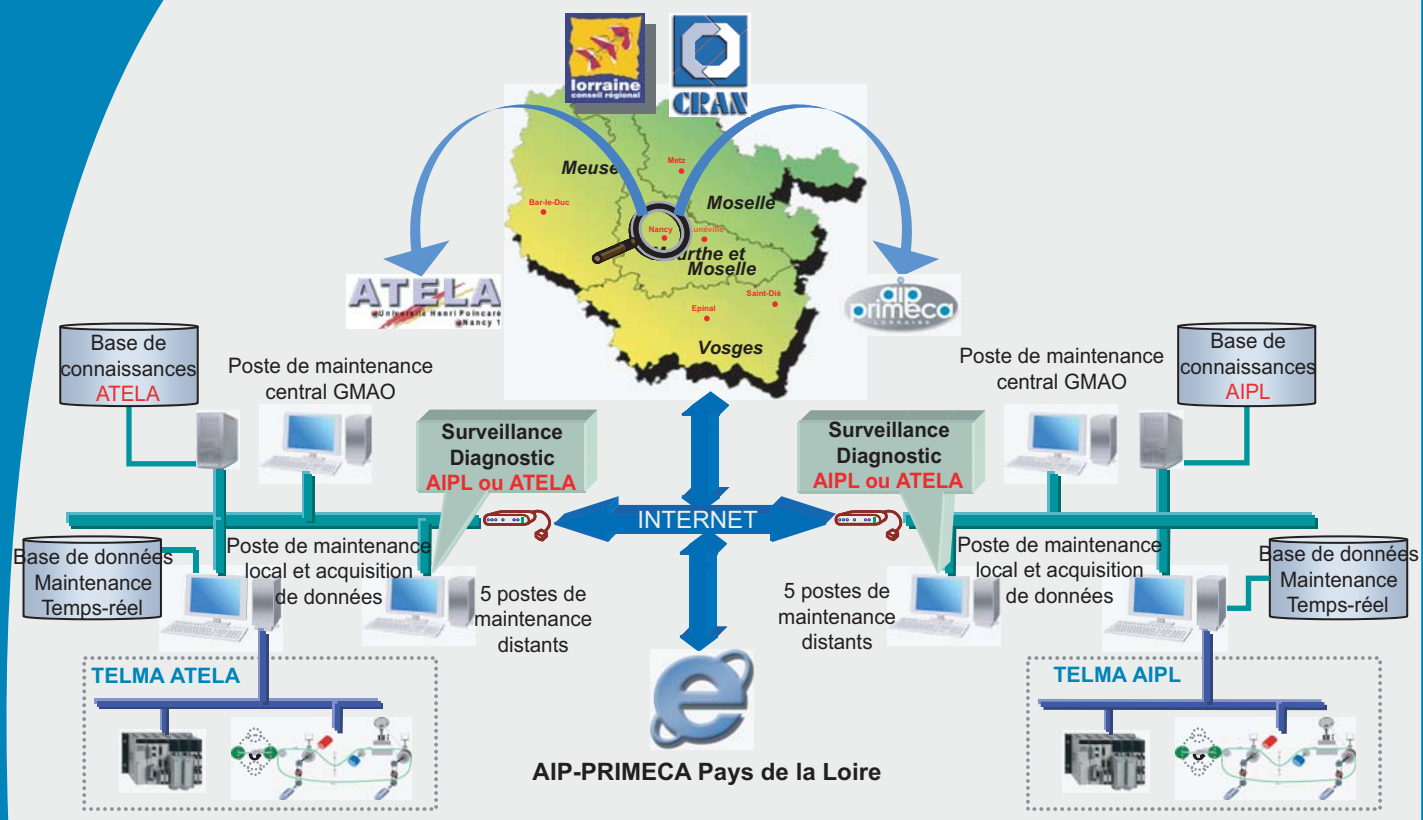 lorraine
conseil régional
CRAN
Meuse
Metz
Moselle
Bar-le-Duc
Nancy
unéville
Meurthe et
Moselle
Saint-Dié
Epinal
Vosges
ATELA
Université Henri Poincaré
Nancy 1
aip
primeca
LORRAINE
Base de
connaissances
ATELA
Poste de maintenance
central GMAO
Surveillance
Diagnostic
AIPL ou ATELA
Poste de maintenance
central GMAO
Base de
connaissances
AIPL
Surveillance
Diagnostic
AIPL ou ATELA
INTERNET
Base de données
Maintenance
Temps-réel
Poste de maintenance
local et acquisition
de données
5 postes de
maintenance
distants
5 postes de
maintenance
distants
Poste de maintenance
local et acquisition
de données
Base de données
Maintenance
Temps-réel
TELMA ATELA
TELMA AIPL
AIP-PRIMECA Pays de la Loire